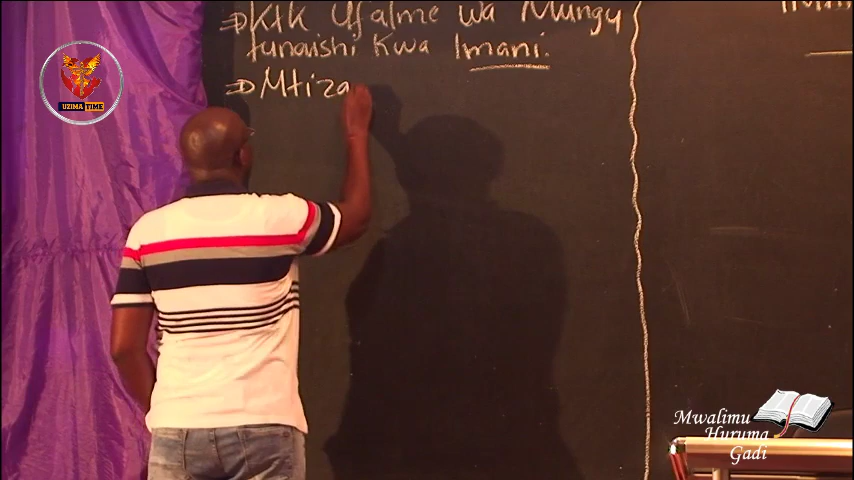 ⇒ Ktk Ufalme wa Mungu
tunaishi Kwa Imani.
⇒ Mtiza
UZIMA TIME
Mwalimu
Huruma
Gadi